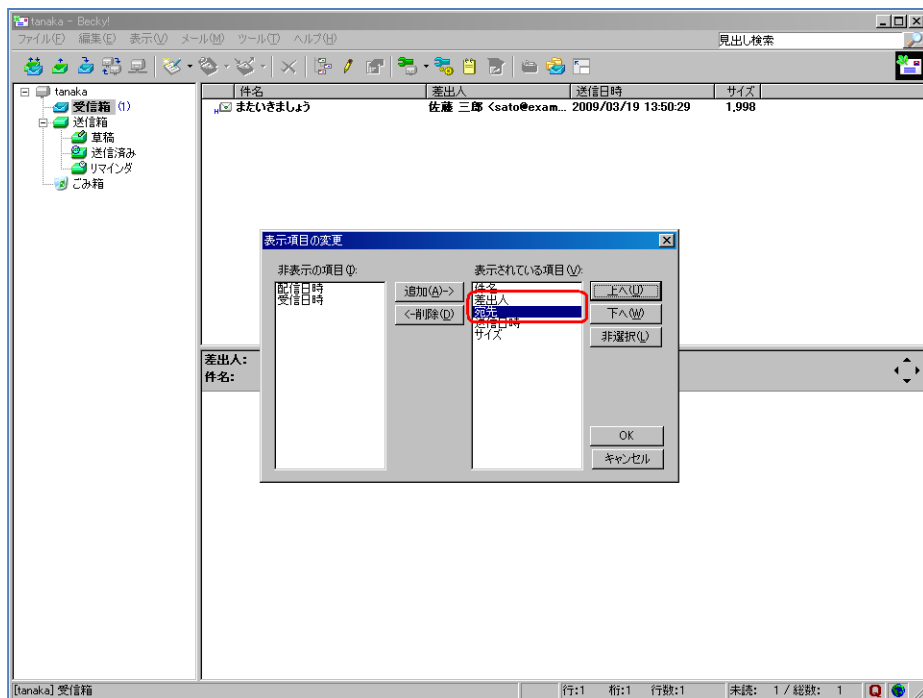 tanaka - Becky!
ファイル(F) 編集(E) 表示(V) メール(M) ツール(T) ヘルプ(H)
見出し検索
tanaka
受信箱 (1)
送信箱
草稿
送信済み
リマインダ
ごみ箱
件名 差出人 送信日時 サイズ
またいきましょう 佐藤 三郎 <sato@exam... 2009/03/19 13:50:29 1,998
表示項目の変更
非表示の項目(I):
配信日時
受信日時
追加(A)->
<-削除(D)
表示されている項目(V):
件名
差出人
宛先
送信日時
サイズ
上へ(U)
下へ(W)
非選択(L)
OK
キャンセル
差出人:
件名:
[tanaka] 受信箱
行:1 桁:1 行数:1
未読: 1 / 総数: 1